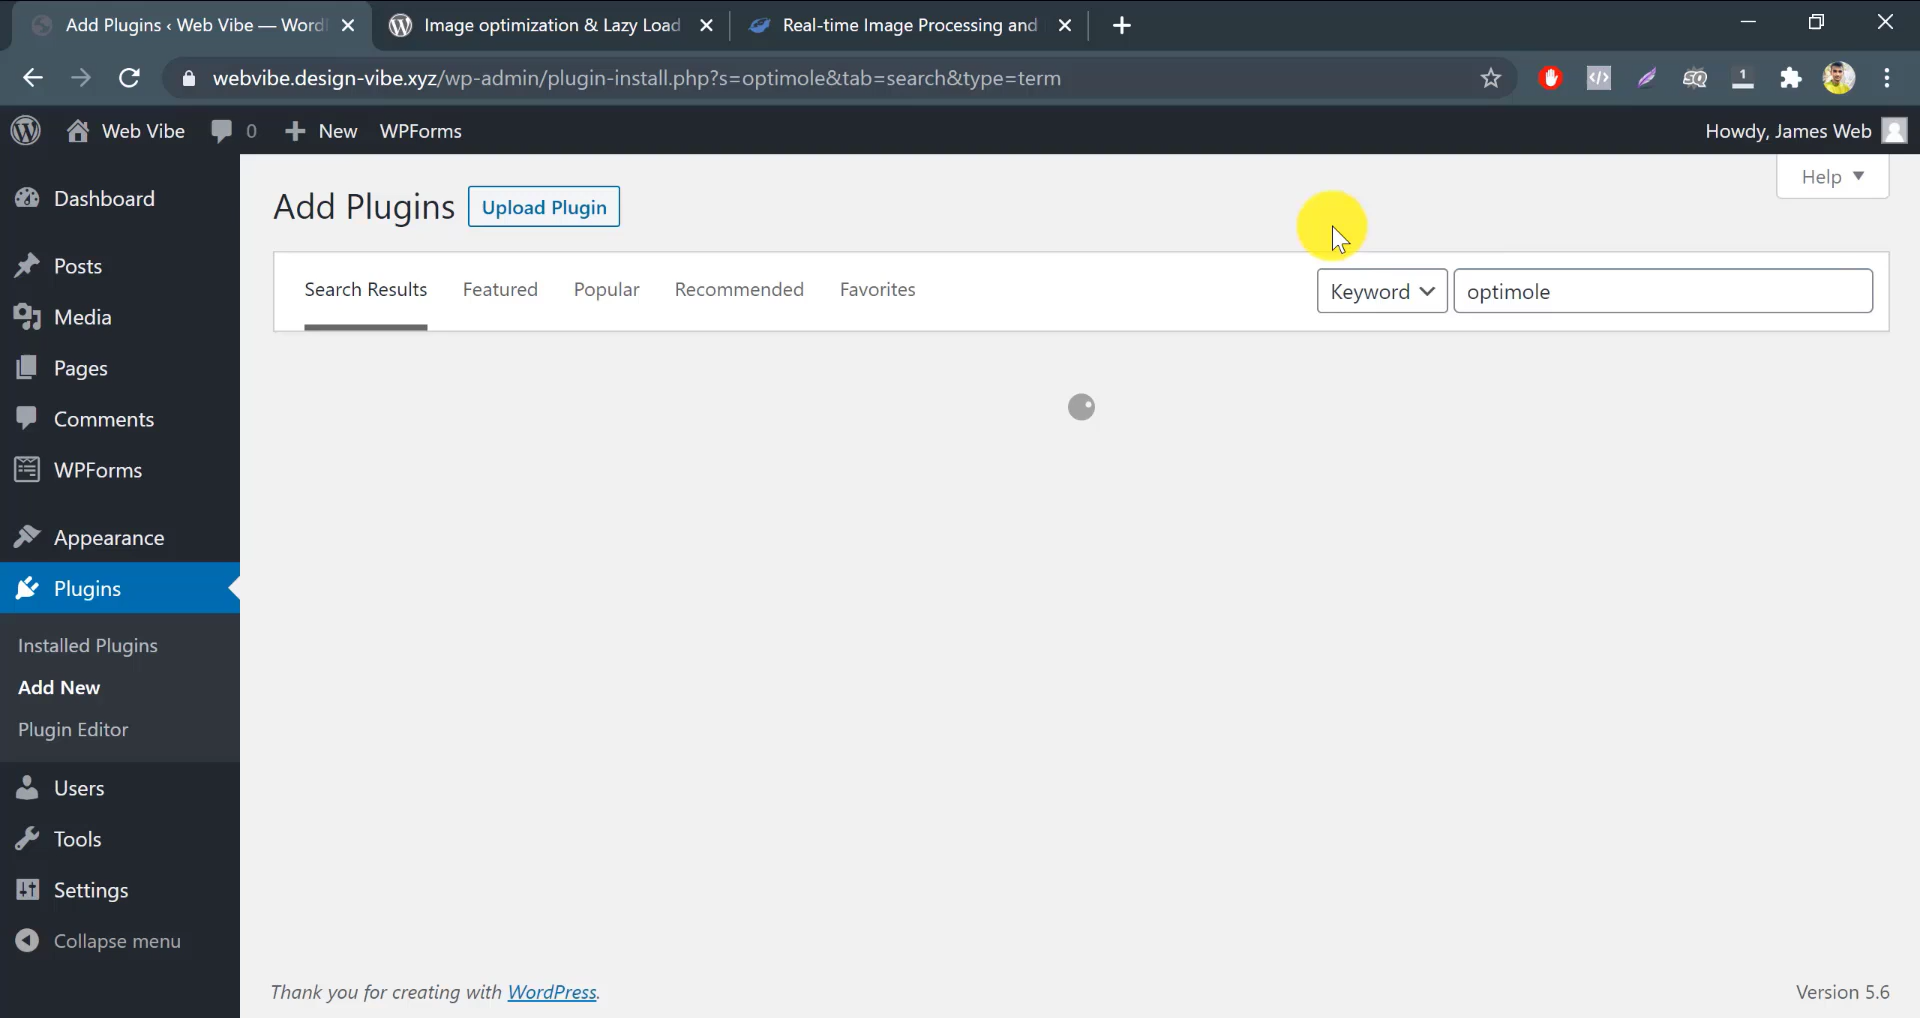 Add Plugins ‹ Web Vibe — Word
Image optimization & Lazy Load
Real-time Image Processing and
webvibe.design-vibe.xyz/wp-admin/plugin-install.php?s=optimole&tab=search&type=term
1
Web Vibe
0
New
WPForms
Howdy, James Web
Help
Add Plugins
Upload Plugin
Search Results
Featured
Popular
Recommended
Favorites
Keyword
optimole
Dashboard
Posts
Media
Pages
Comments
WPForms
Appearance
Plugins
Installed Plugins
Add New
Plugin Editor
Users
Tools
Settings
Collapse menu
Thank you for creating with WordPress.
Version 5.6